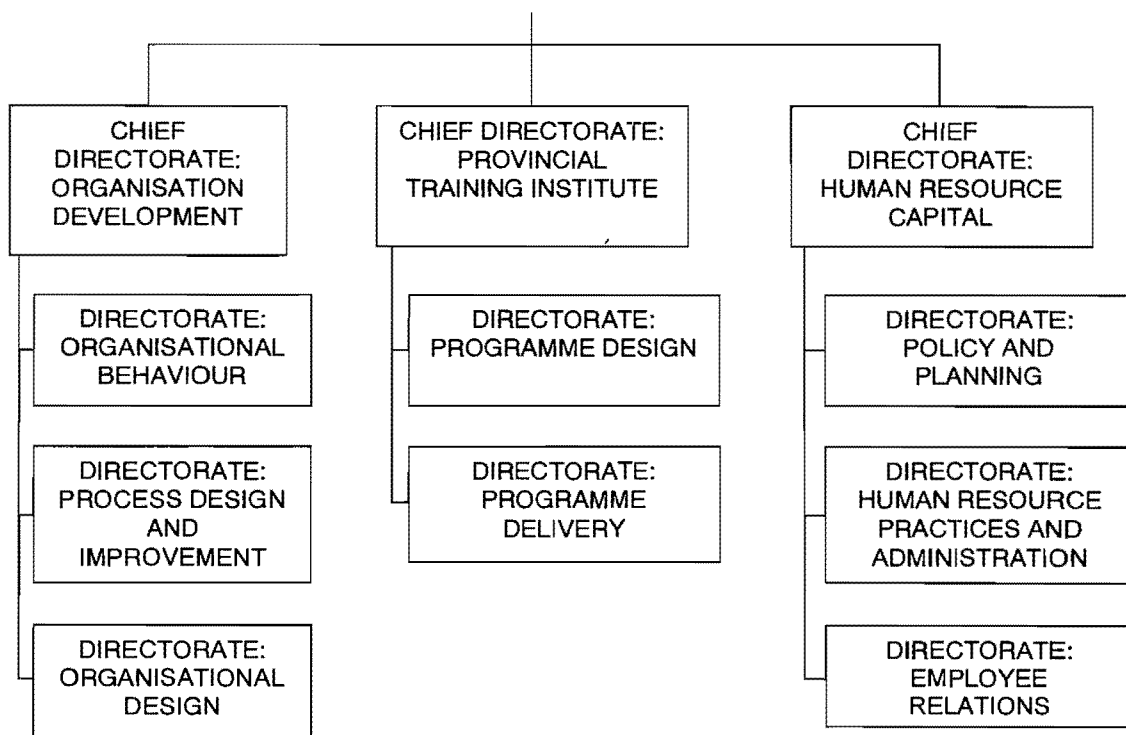 CHIEF
DIRECTORATE:
ORGANISATION
DEVELOPMENT
DIRECTORATE:
ORGANISATIONAL
BEHAVIOUR
DIRECTORATE:
PROCESS DESIGN
AND
IMPROVEMENT
DIRECTORATE:
ORGANISATIONAL
DESIGN
CHIEF DIRECTORATE:
PROVINCIAL
TRAINING INSTITUTE
DIRECTORATE:
PROGRAMME DESIGN
DIRECTORATE:
PROGRAMME
DELIVERY
CHIEF
DIRECTORATE:
HUMAN RESOURCE
CAPITAL
DIRECTORATE:
POLICY AND
PLANNING
DIRECTORATE:
HUMAN RESOURCE
PRACTICES AND
ADMINISTRATION
DIRECTORATE:
EMPLOYEE
RELATIONS